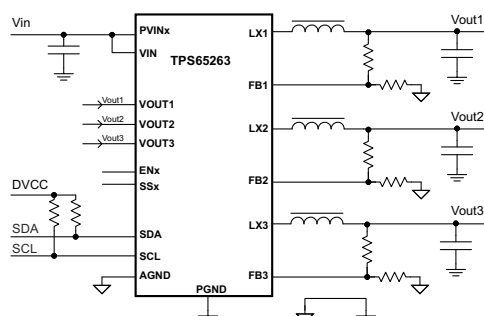 Vin
PVINx
VIN
TPS65263
LX1
Vout1
FB1
Vout1
VOUT1
Vout2
VOUT2
Vout3
VOUT3
LX2
Vout2
ENx
SSx
FB2
DVCC
SDA
SDA
SCL
SCL
AGND
LX3
Vout3
FB3
PGND